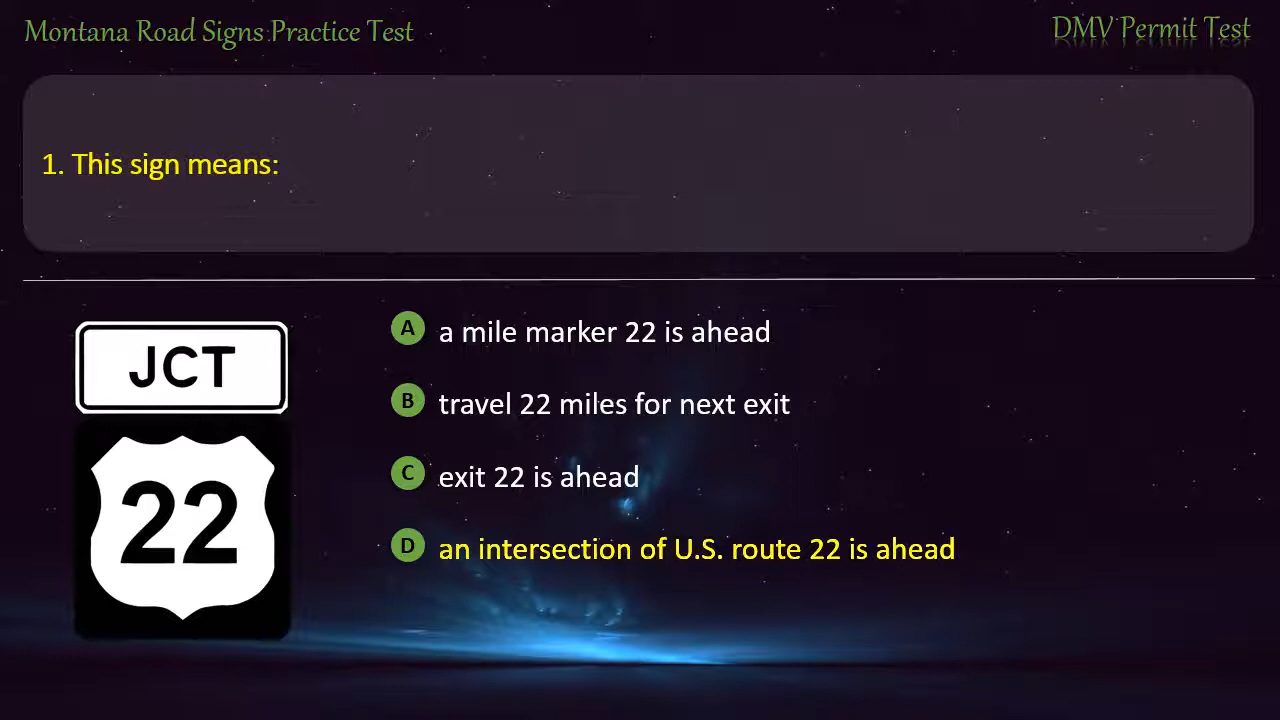 Montana Road Signs Practice Test
DMV Permit Test
1. This sign means:
JCT
22
A a mile marker 22 is ahead
B travel 22 miles for next exit
C exit 22 is ahead
D an intersection of U.S. route 22 is ahead